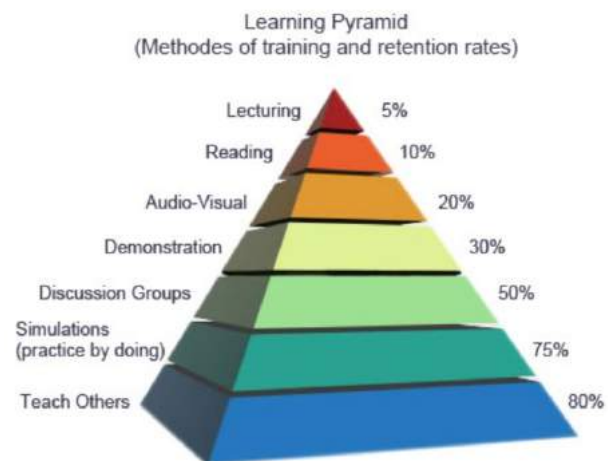 Learning Pyramid
(Methodes of training and retention rates)
Lecturing 5%
Reading 10%
Audio-Visual 20%
Demonstration 30%
Discussion Groups 50%
Simulations
(practice by doing) 75%
Teach Others 80%